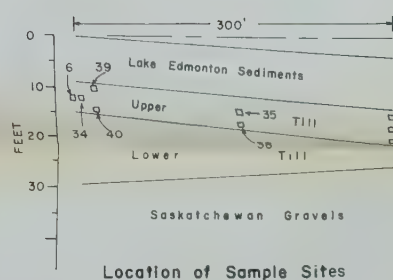 300'
0
Lake Edmonton Sediments
6
39
10
Upper
35
Till
34
40
36
20
Lower
Till
30
FEET
Saskatchewan Gravels
Location of Sample Sites